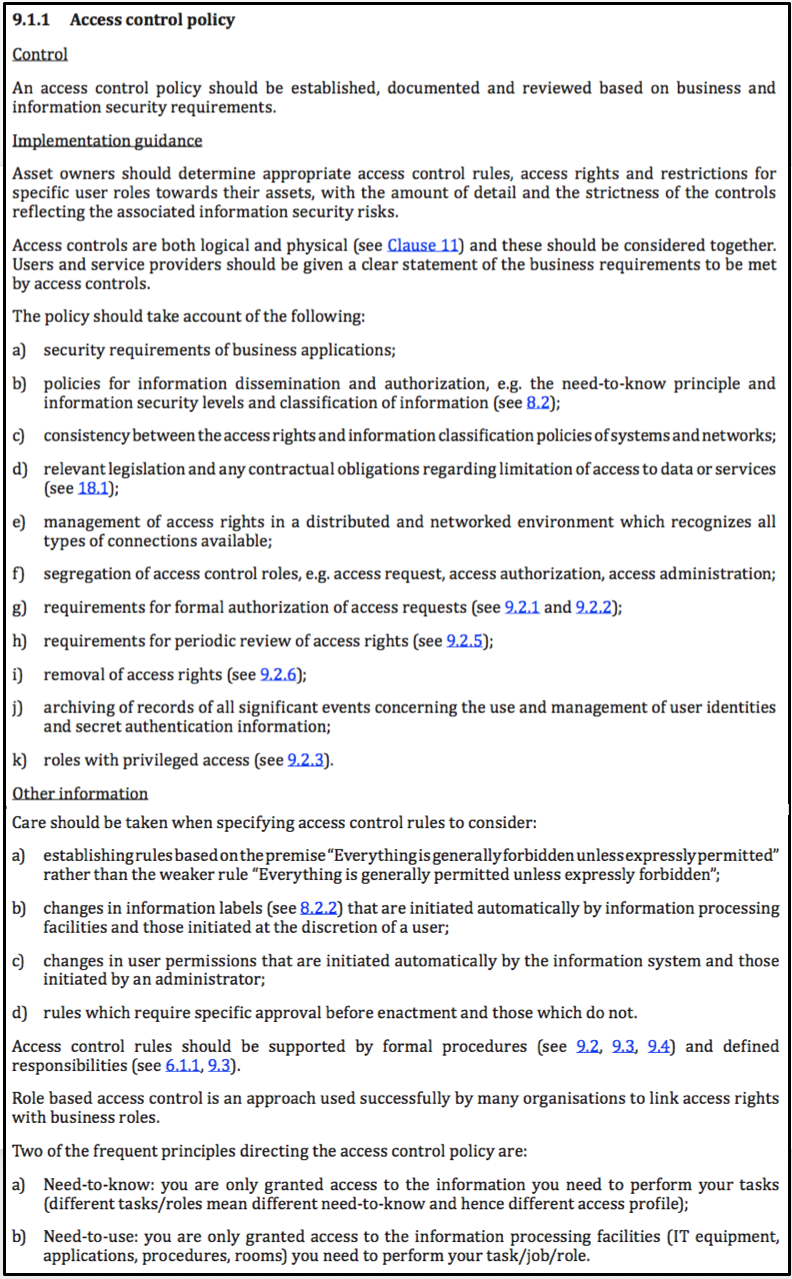 9.1.1 Access control policy
Control
An access control policy should be established, documented and reviewed based on business and
information security requirements.
Implementation guidance
Asset owners should determine appropriate access control rules, access rights and restrictions for
specific user roles towards their assets, with the amount of detail and the strictness of the controls
reflecting the associated information security risks.
Access controls are both logical and physical (see Clause 11) and these should be considered together.
Users and service providers should be given a clear statement of the business requirements to be met
by access controls.
The policy should take account of the following:
a) security requirements of business applications;
b) policies for information dissemination and authorization, e.g. the need-to-know principle and
information security levels and classification of information (see 8.2);
c) consistency between the access rights and information classification policies of systems and networks;
d) relevant legislation and any contractual obligations regarding limitation of access to data or services
(see 18.1);
e) management of access rights in a distributed and networked environment which recognizes all
types of connections available;
f) segregation of access control roles, e.g. access request, access authorization, access administration;
g) requirements for formal authorization of access requests (see 9.2.1 and 9.2.2);
h) requirements for periodic review of access rights (see 9.2.5);
i) removal of access rights (see 9.2.6);
j) archiving of records of all significant events concerning the use and management of user identities
and secret authentication information;
k) roles with privileged access (see 9.2.3).
Other information
Care should be taken when specifying access control rules to consider:
a) establishing rules based on the premise “Everything is generally forbidden unless expressly permitted”
rather than the weaker rule “Everything is generally permitted unless expressly forbidden”;
b) changes in information labels (see 8.2.2) that are initiated automatically by information processing
facilities and those initiated at the discretion of a user;
c) changes in user permissions that are initiated automatically by the information system and those
initiated by an administrator;
d) rules which require specific approval before enactment and those which do not.
Access control rules should be supported by formal procedures (see 9.2, 9.3, 9.4) and defined
responsibilities (see 6.1.1, 9.3).
Role based access control is an approach used successfully by many organisations to link access rights
with business roles.
Two of the frequent principles directing the access control policy are:
a) Need-to-know: you are only granted access to the information you need to perform your tasks
(different tasks/roles mean different need-to-know and hence different access profile);
b) Need-to-use: you are only granted access to the information processing facilities (IT equipment,
applications, procedures, rooms) you need to perform your task/job/role.